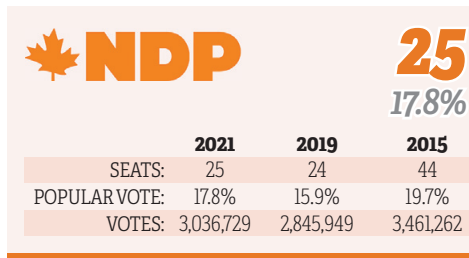 NDP
25
17.8%
2021 2019 2015
SEATS: 25 24 44
POPULAR VOTE: 17.8% 15.9% 19.7%
VOTES: 3,036,729 2,845,949 3,461,262